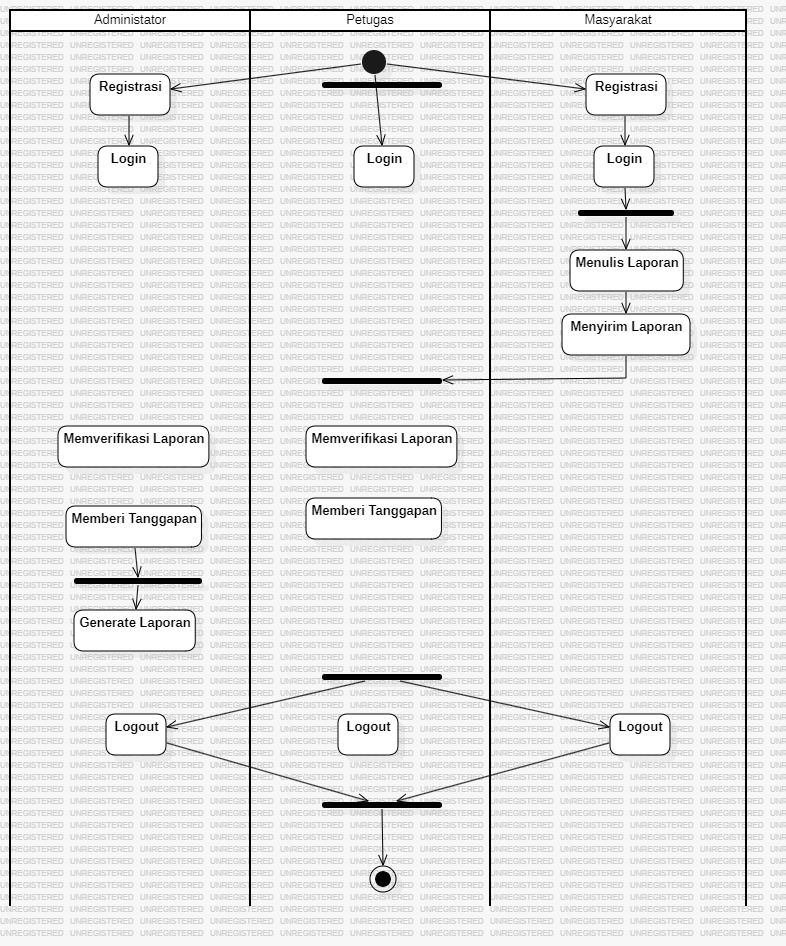 Administator
Petugas
Masyarakat
Registrasi
Registrasi
Login
Login
Login
Menulis Laporan
Menyirim Laporan
Memverifikasi Laporan
Memverifikasi Laporan
Memberi Tanggapan
Memberi Tanggapan
Generate Laporan
Logout
Logout
Logout
UNREGISTERED